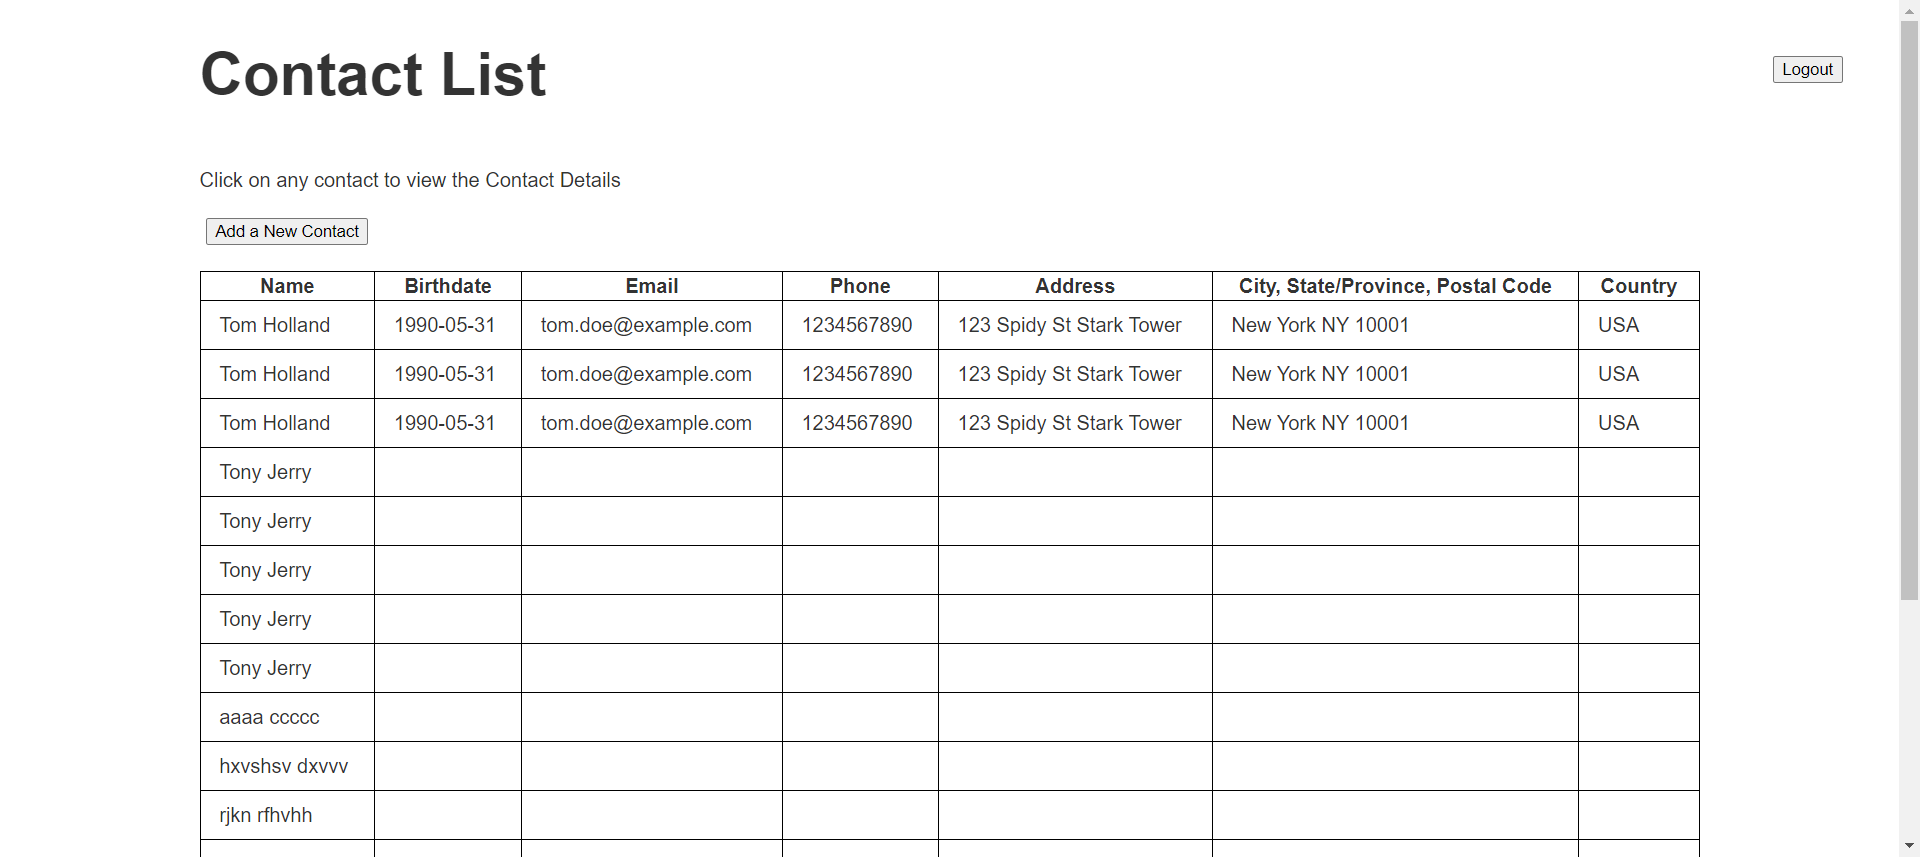 Contact List
Logout
Click on any contact to view the Contact Details
Add a New Contact
Name Birthdate Email Phone Address City, State/Province, Postal Code Country
Tom Holland 1990-05-31 tom.doe@example.com 1234567890 123 Spidy St Stark Tower New York NY 10001 USA
Tom Holland 1990-05-31 tom.doe@example.com 1234567890 123 Spidy St Stark Tower New York NY 10001 USA
Tom Holland 1990-05-31 tom.doe@example.com 1234567890 123 Spidy St Stark Tower New York NY 10001 USA
Tony Jerry
Tony Jerry
Tony Jerry
Tony Jerry
Tony Jerry
aaaa ccccc
hxvshsv dxvvv
rjkn rfhvhh